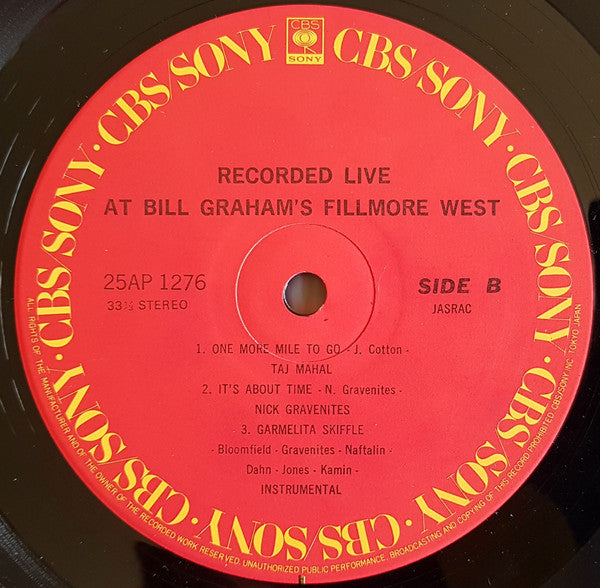 CBS
SONY
CBS/SONY · CBS/SONY · CBS/SONY · CBS/SONY · CBS/SONY · CBS/SONY · CBS/SONY · CBS/SONY
RECORDED LIVE
AT BILL GRAHAM'S FILLMORE WEST
25AP 1276
33⅓ STEREO
SIDE B
JASRAC
1. ONE MORE MILE TO GO - J. Cotton -
TAJ MAHAL
2. IT'S ABOUT TIME - N. Gravenites -
NICK GRAVENITES
3. GARMELITA SKIFFLE
- Bloomfield - Gravenites - Naftalin -
Dahn - Jones - Kamin -
INSTRUMENTAL
ALL RIGHTS OF THE MANUFACTURER AND OF THE OWNER OF THE RECORDED WORK RESERVED. UNAUTHORIZED PUBLIC PERFORMANCE, BROADCASTING AND COPYING OF THIS RECORD PROHIBITED CBS/SONY INC. TOKYO JAPAN